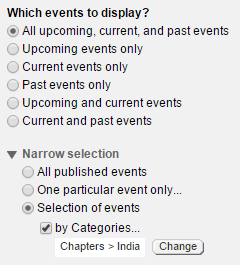 Which events to display?
All upcoming, current, and past events
Upcoming events only
Current events only
Past events only
Upcoming and current events
Current and past events
Narrow selection
All published events
One particular event only...
Selection of events
by Categories...
Chapters > India Change